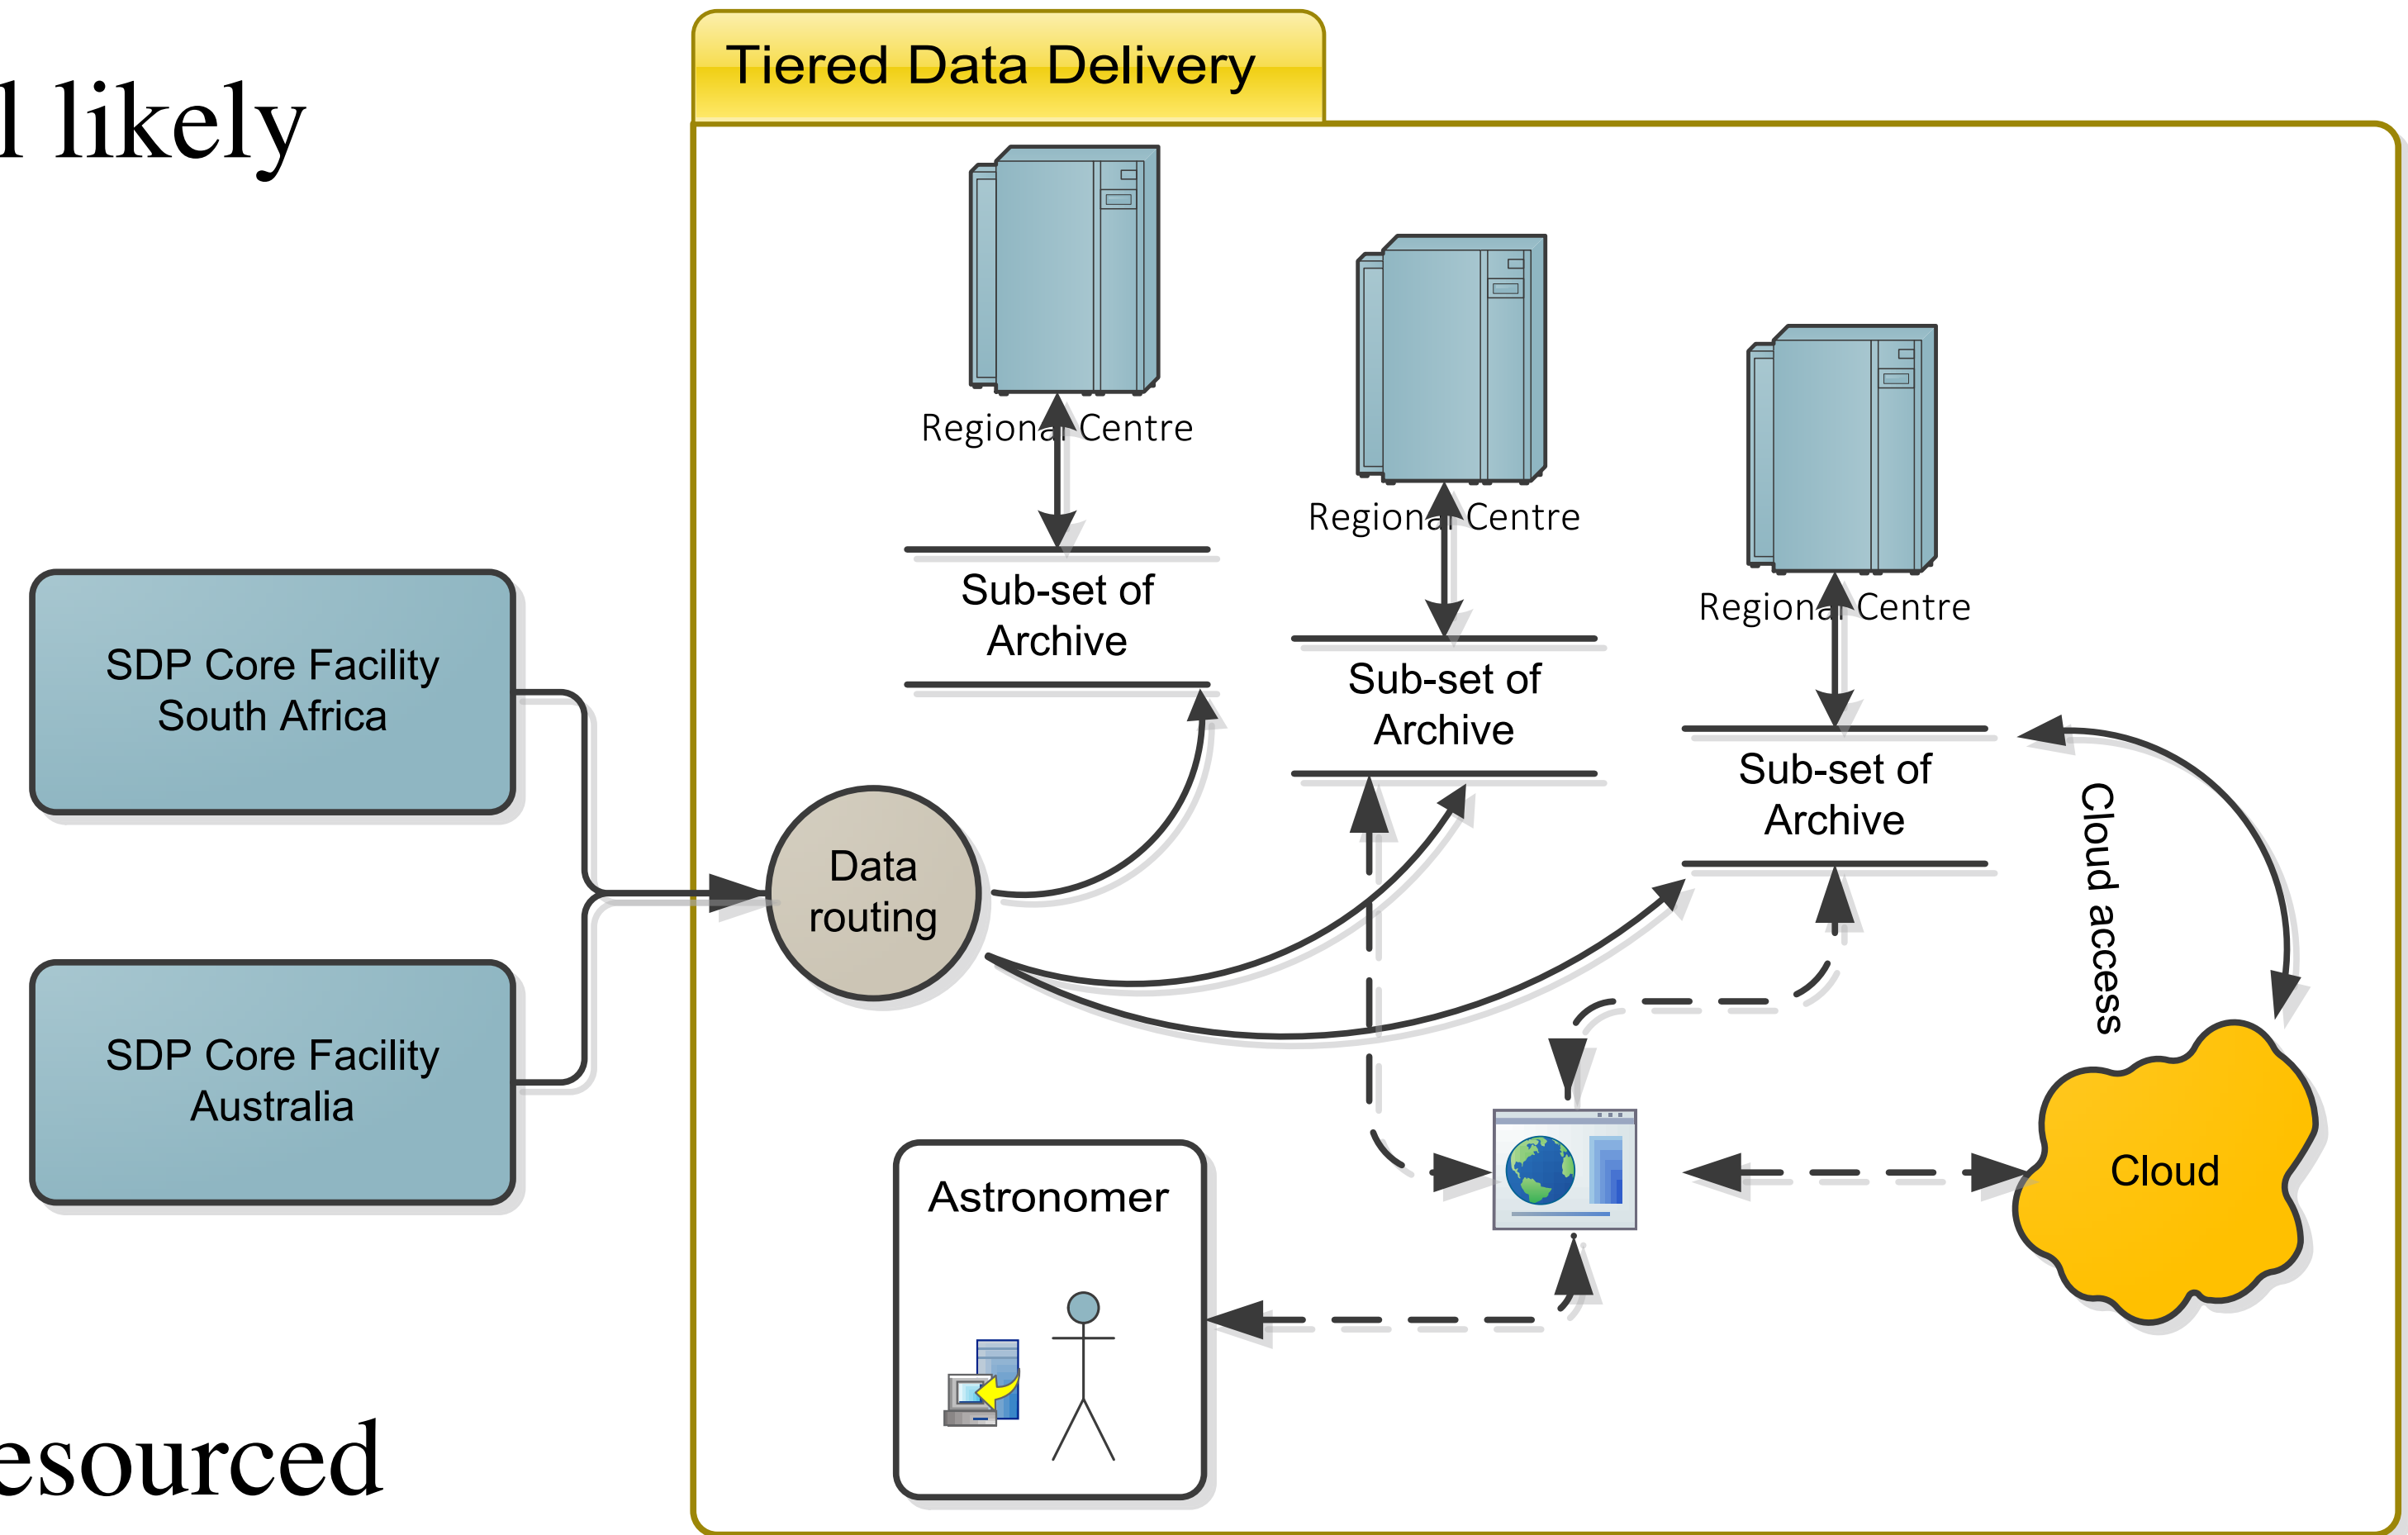 l likely
esourced
Tiered Data Delivery
Regional Centre
Sub-set of
Archive
Regional Centre
Sub-set of
Archive
Regional Centre
Sub-set of
Archive
SDP Core Facility
South Africa
SDP Core Facility
Australia
Data
routing
Cloud access
Cloud
Astronomer